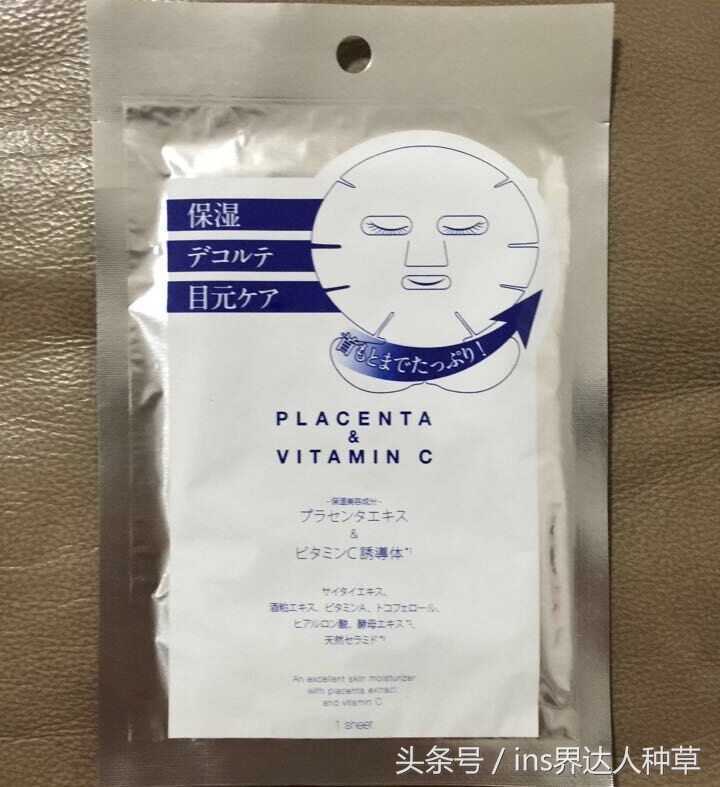 保湿
デコルテ
目元ケア
首もとまでたっぷり!
PLACENTA
&
VITAMIN C
-保湿美容成分-
プラセンタエキス
&
ビタミンC誘導体*1
サイタイエキス、
酒粕エキス、ビタミンA、トコフェロール、
ヒアルロン酸、酵母エキス*2、
天然セラミド*3
An excellent skin moisturizer
with placenta extract
and vitamin C.
1 sheet
头条号 / ins界达人种草